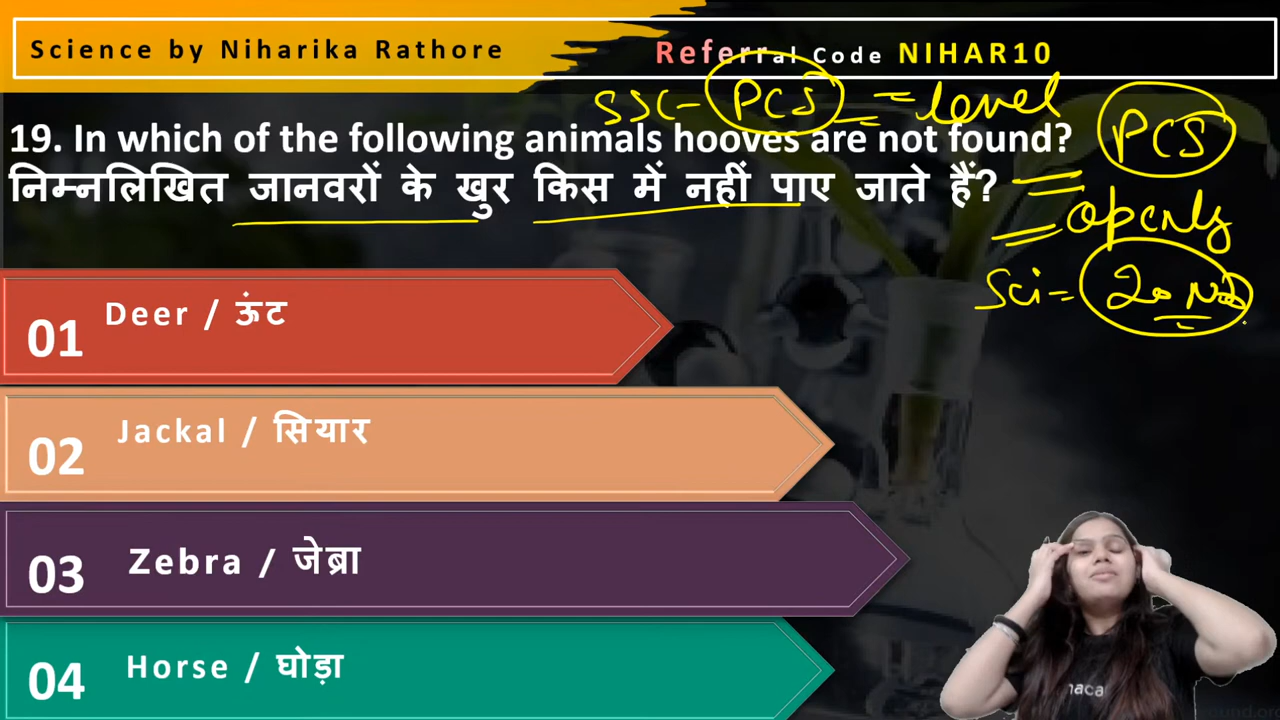 Science by Niharika Rathore
Referral Code NIHAR10
SSC - PCS = level
PCS
19. In which of the following animals hooves are not found?
निम्नलिखित जानवरों के खुर किस में नहीं पाए जाते हैं?
= openly
Sci = 20
01 Deer / ऊंट
02 Jackal / सियार
03 Zebra / जेब्रा
04 Horse / घोड़ा